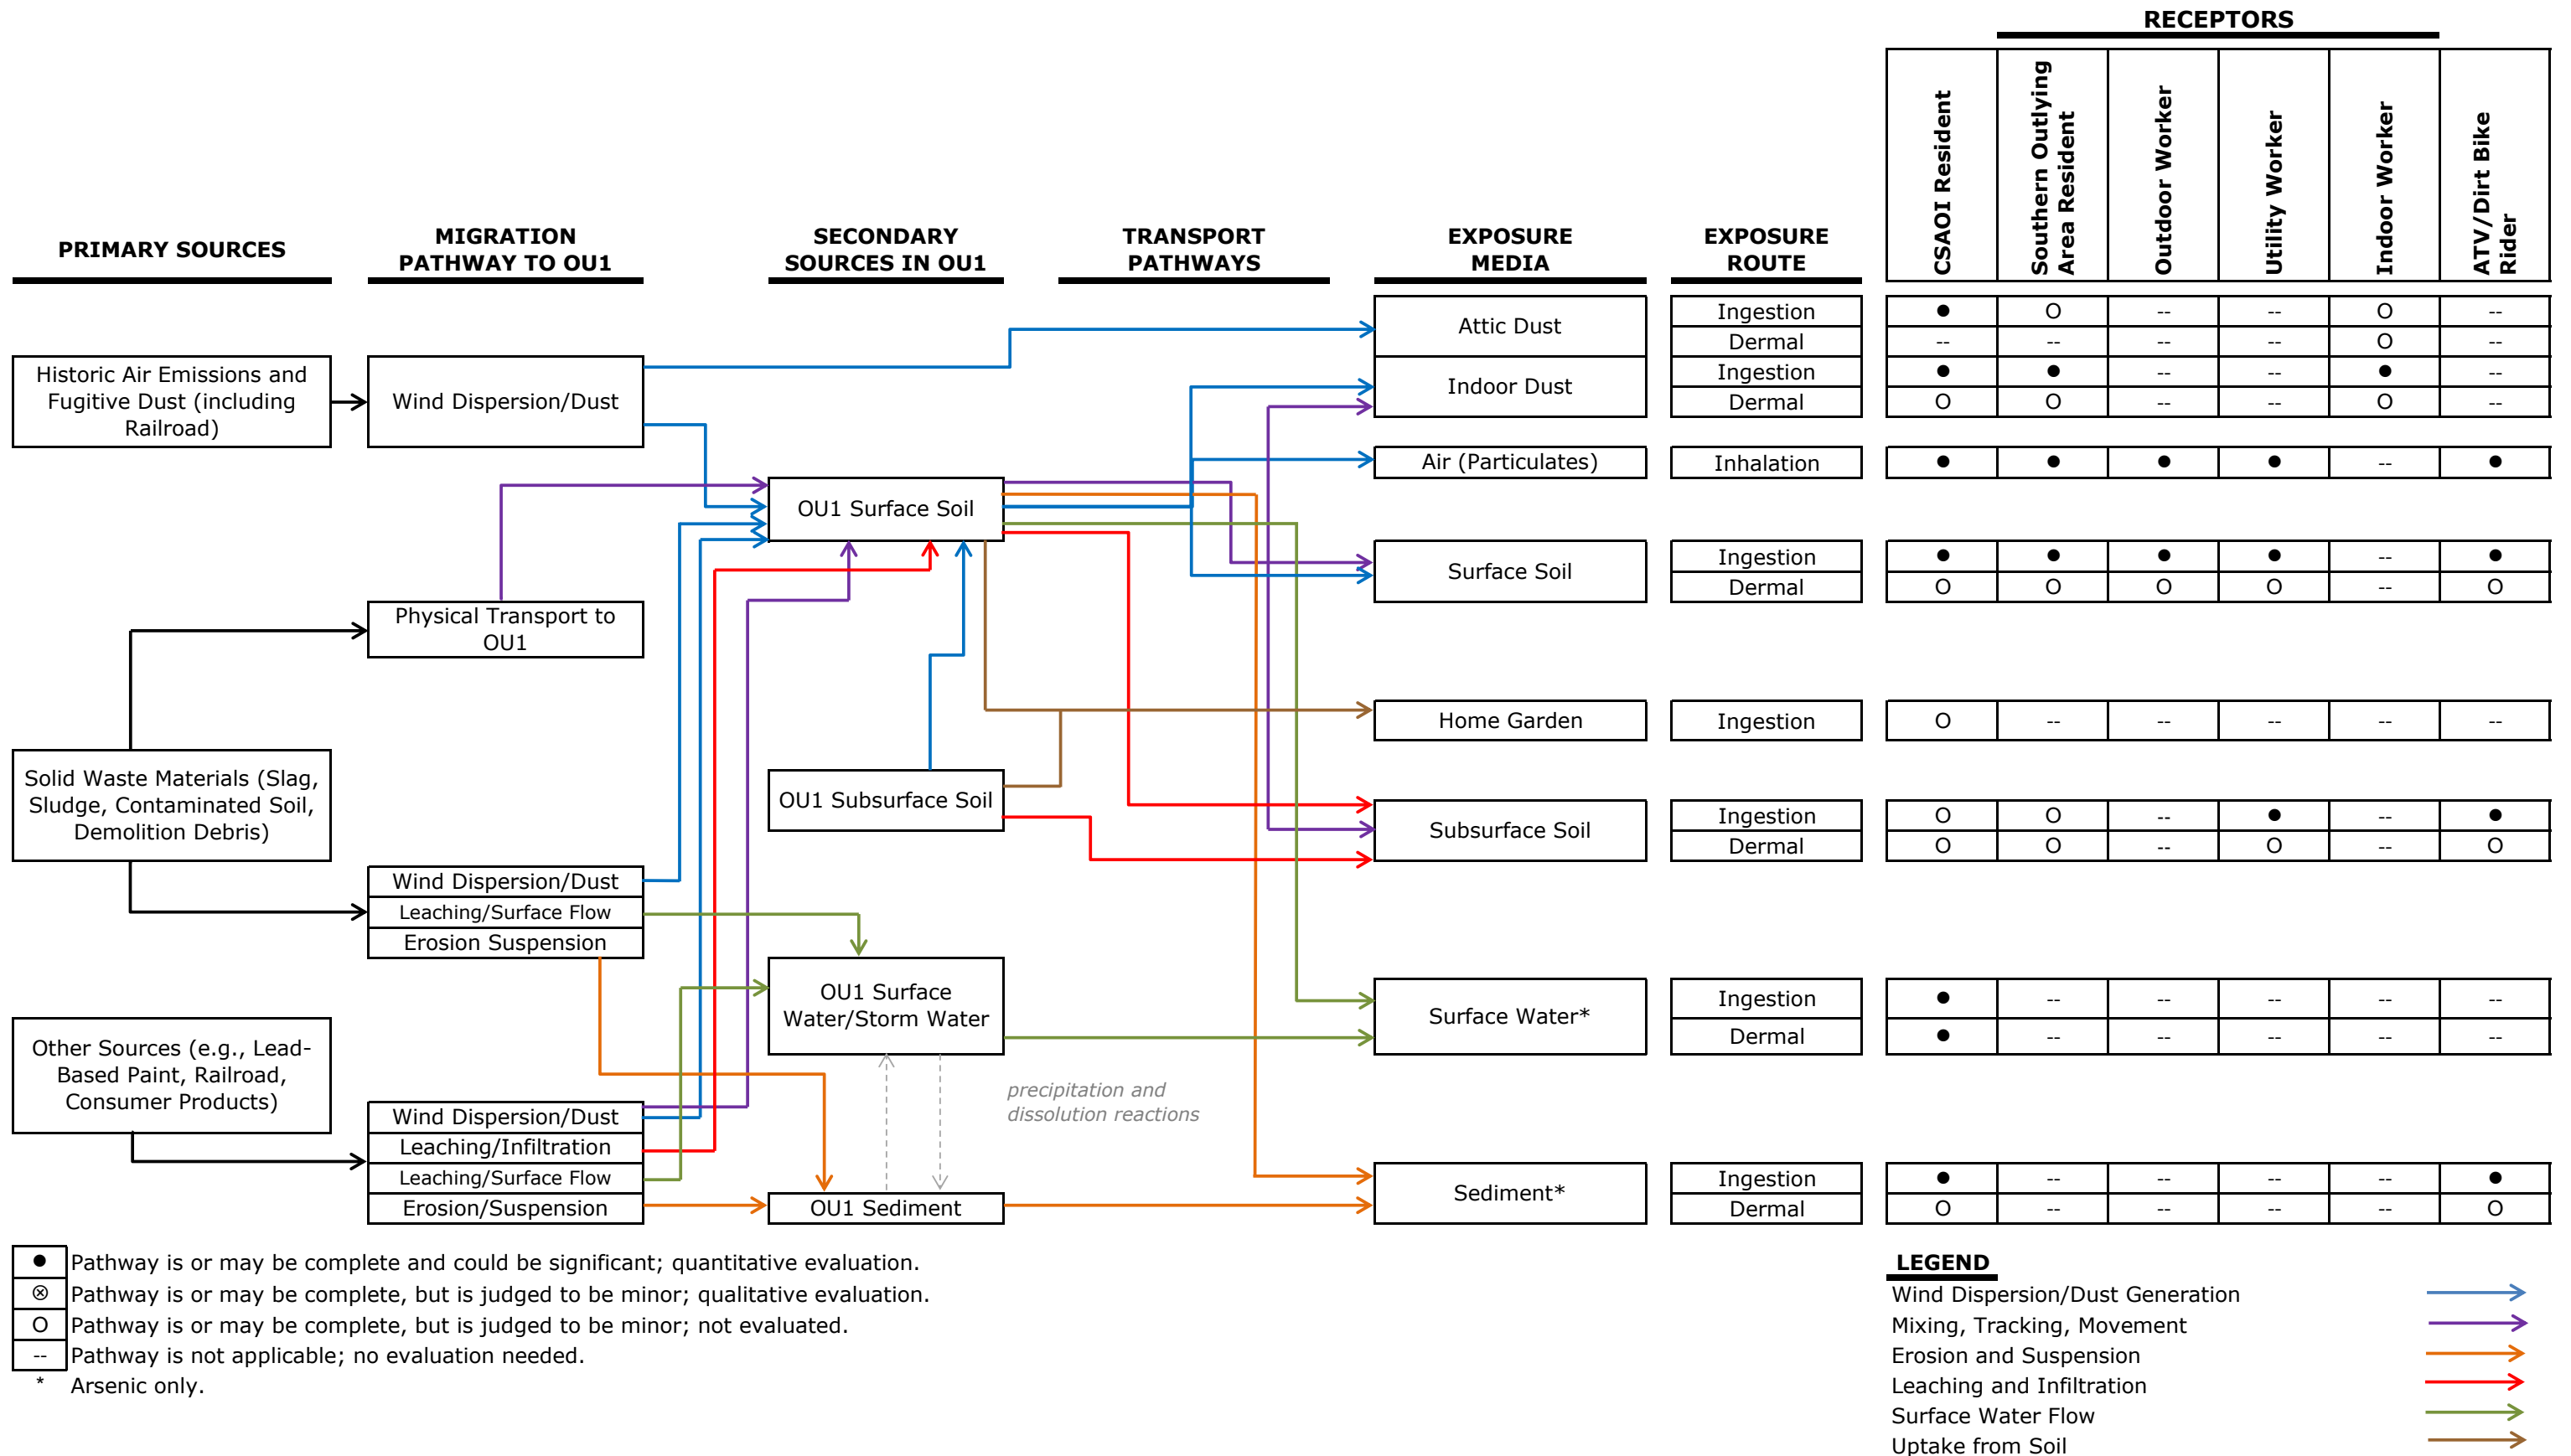 RECEPTORS
CSAOI Resident
Southern Outlying
Area Resident
Outdoor Worker
Utility Worker
Indoor Worker
ATV/Dirt Bike
Rider
PRIMARY SOURCES
MIGRATION
PATHWAY TO OU1
SECONDARY
SOURCES IN OU1
TRANSPORT
PATHWAYS
EXPOSURE
MEDIA
EXPOSURE
ROUTE
Historic Air Emissions and
Fugitive Dust (including
Railroad)
Solid Waste Materials (Slag,
Sludge, Contaminated Soil,
Demolition Debris)
Other Sources (e.g., Lead-
Based Paint, Railroad,
Consumer Products)
Wind Dispersion/Dust
Physical Transport to
OU1
Wind Dispersion/Dust
Leaching/Surface Flow
Erosion Suspension
Wind Dispersion/Dust
Leaching/Infiltration
Leaching/Surface Flow
Erosion/Suspension
OU1 Surface Soil
OU1 Subsurface Soil
OU1 Surface
Water/Storm Water
OU1 Sediment
precipitation and
dissolution reactions
Attic Dust
Ingestion ● O -- -- O --
Dermal -- -- -- -- O --
Indoor Dust
Ingestion ● ● -- -- ● --
Dermal O O -- -- O --
Air (Particulates)
Inhalation ● ● ● ● -- ●
Surface Soil
Ingestion ● ● ● ● -- ●
Dermal O O O O -- O
Home Garden
Ingestion O -- -- -- -- --
Subsurface Soil
Ingestion O O -- ● -- ●
Dermal O O -- O -- O
Surface Water*
Ingestion ● -- -- -- -- --
Dermal ● -- -- -- -- --
Sediment*
Ingestion ● -- -- -- -- ●
Dermal O -- -- -- -- O
● Pathway is or may be complete and could be significant; quantitative evaluation.
⊗ Pathway is or may be complete, but is judged to be minor; qualitative evaluation.
O Pathway is or may be complete, but is judged to be minor; not evaluated.
-- Pathway is not applicable; no evaluation needed.
* Arsenic only.
LEGEND
Wind Dispersion/Dust Generation
Mixing, Tracking, Movement
Erosion and Suspension
Leaching and Infiltration
Surface Water Flow
Uptake from Soil